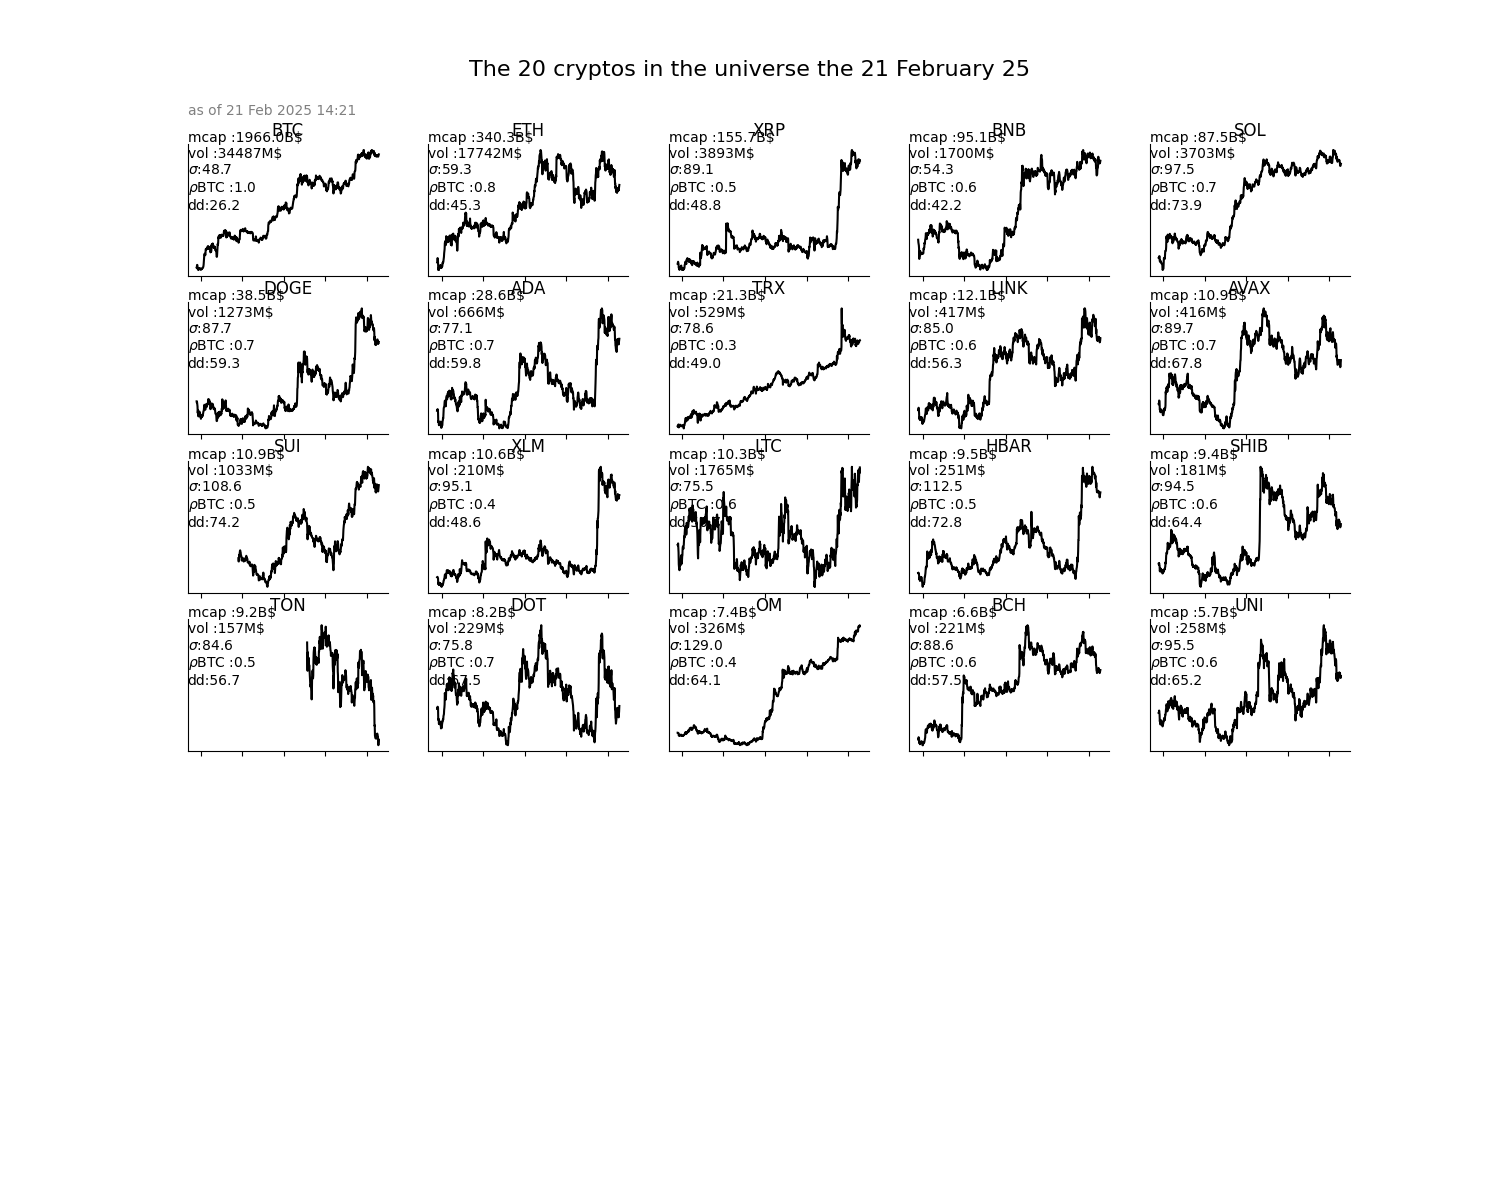 The 20 cryptos in the universe the 21 February 25
as of 21 Feb 2025 14:21
BTC
mcap :1966.0B$
vol :34487M$
σ:48.7
ρBTC :1.0
dd:26.2
ETH
mcap :340.3B$
vol :17742M$
σ:59.3
ρBTC :0.8
dd:45.3
XRP
mcap :155.7B$
vol :3893M$
σ:89.1
ρBTC :0.5
dd:48.8
BNB
mcap :95.1B$
vol :1700M$
σ:54.3
ρBTC :0.6
dd:42.2
SOL
mcap :87.5B$
vol :3703M$
σ:97.5
ρBTC :0.7
dd:73.9
DOGE
mcap :38.5B$
vol :1273M$
σ:87.7
ρBTC :0.7
dd:59.3
ADA
mcap :28.6B$
vol :666M$
σ:77.1
ρBTC :0.7
dd:59.8
TRX
mcap :21.3B$
vol :529M$
σ:78.6
ρBTC :0.3
dd:49.0
LINK
mcap :12.1B$
vol :417M$
σ:85.0
ρBTC :0.6
dd:56.3
AVAX
mcap :10.9B$
vol :416M$
σ:89.7
ρBTC :0.7
dd:67.8
SUI
mcap :10.9B$
vol :1033M$
σ:108.6
ρBTC :0.5
dd:74.2
XLM
mcap :10.6B$
vol :210M$
σ:95.1
ρBTC :0.4
dd:48.6
LTC
mcap :10.3B$
vol :1765M$
σ:75.5
ρBTC :0.6
HBAR
mcap :9.5B$
vol :251M$
σ:112.5
ρBTC :0.5
dd:72.8
SHIB
mcap :9.4B$
vol :181M$
σ:94.5
ρBTC :0.6
dd:64.4
TON
mcap :9.2B$
vol :157M$
σ:84.6
ρBTC :0.5
dd:56.7
DOT
mcap :8.2B$
vol :229M$
σ:75.8
ρBTC :0.7
OM
mcap :7.4B$
vol :326M$
σ:129.0
ρBTC :0.4
dd:64.1
BCH
mcap :6.6B$
vol :221M$
σ:88.6
ρBTC :0.6
dd:57.5
UNI
mcap :5.7B$
vol :258M$
σ:95.5
ρBTC :0.6
dd:65.2